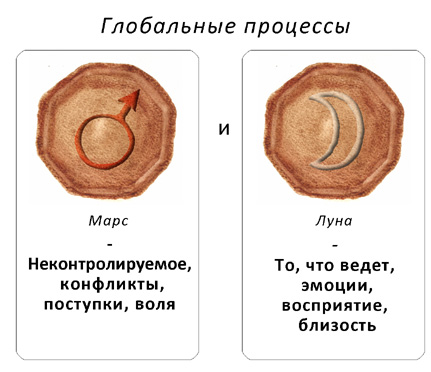 Глобальные процессы
и
Марс
-
Неконтролируемое,
конфликты,
поступки, воля
Луна
-
То, что ведет,
эмоции,
восприятие,
близость